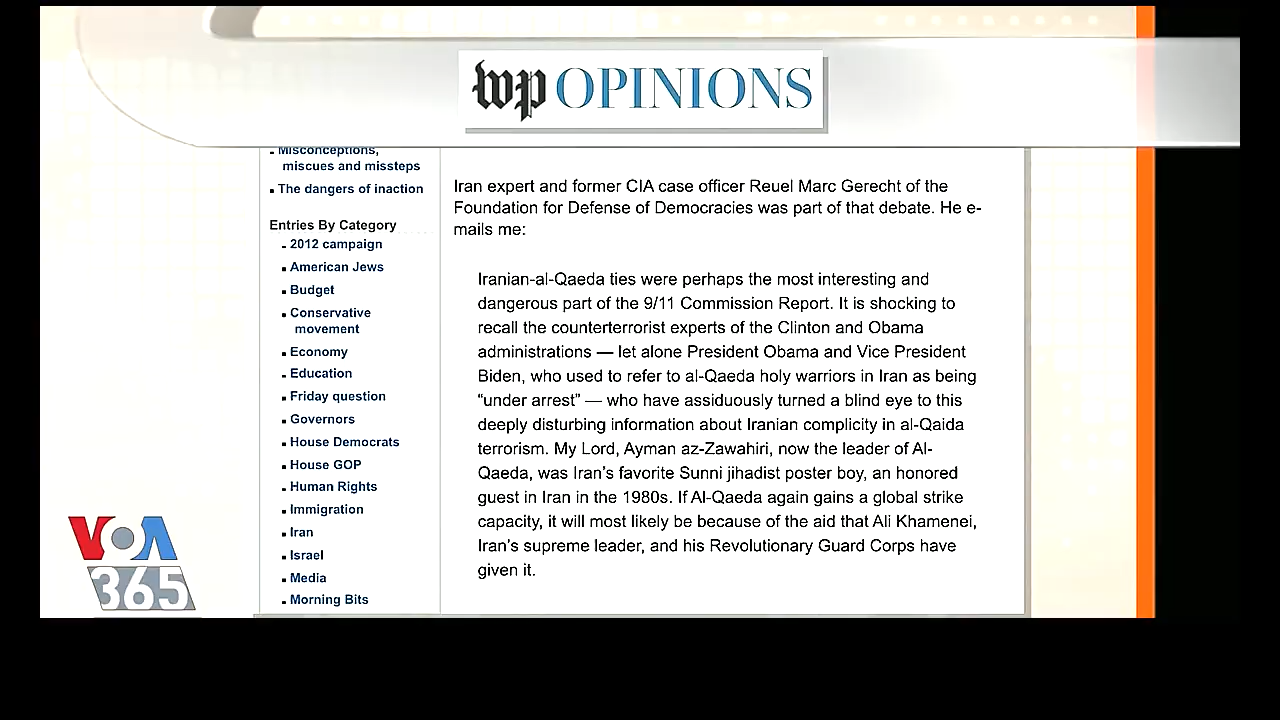 wp OPINIONS
Misconceptions,
miscues and missteps
The dangers of inaction
Entries By Category
2012 campaign
American Jews
Budget
Conservative
movement
Economy
Education
Friday question
Governors
House Democrats
House GOP
Human Rights
Immigration
Iran
Israel
Media
Morning Bits
Iran expert and former CIA case officer Reuel Marc Gerecht of the
Foundation for Defense of Democracies was part of that debate. He e-
mails me:
Iranian-al-Qaeda ties were perhaps the most interesting and
dangerous part of the 9/11 Commission Report. It is shocking to
recall the counterterrorist experts of the Clinton and Obama
administrations — let alone President Obama and Vice President
Biden, who used to refer to al-Qaeda holy warriors in Iran as being
“under arrest” — who have assiduously turned a blind eye to this
deeply disturbing information about Iranian complicity in al-Qaida
terrorism. My Lord, Ayman az-Zawahiri, now the leader of Al-
Qaeda, was Iran’s favorite Sunni jihadist poster boy, an honored
guest in Iran in the 1980s. If Al-Qaeda again gains a global strike
capacity, it will most likely be because of the aid that Ali Khamenei,
Iran’s supreme leader, and his Revolutionary Guard Corps have
given it.
VOA
365